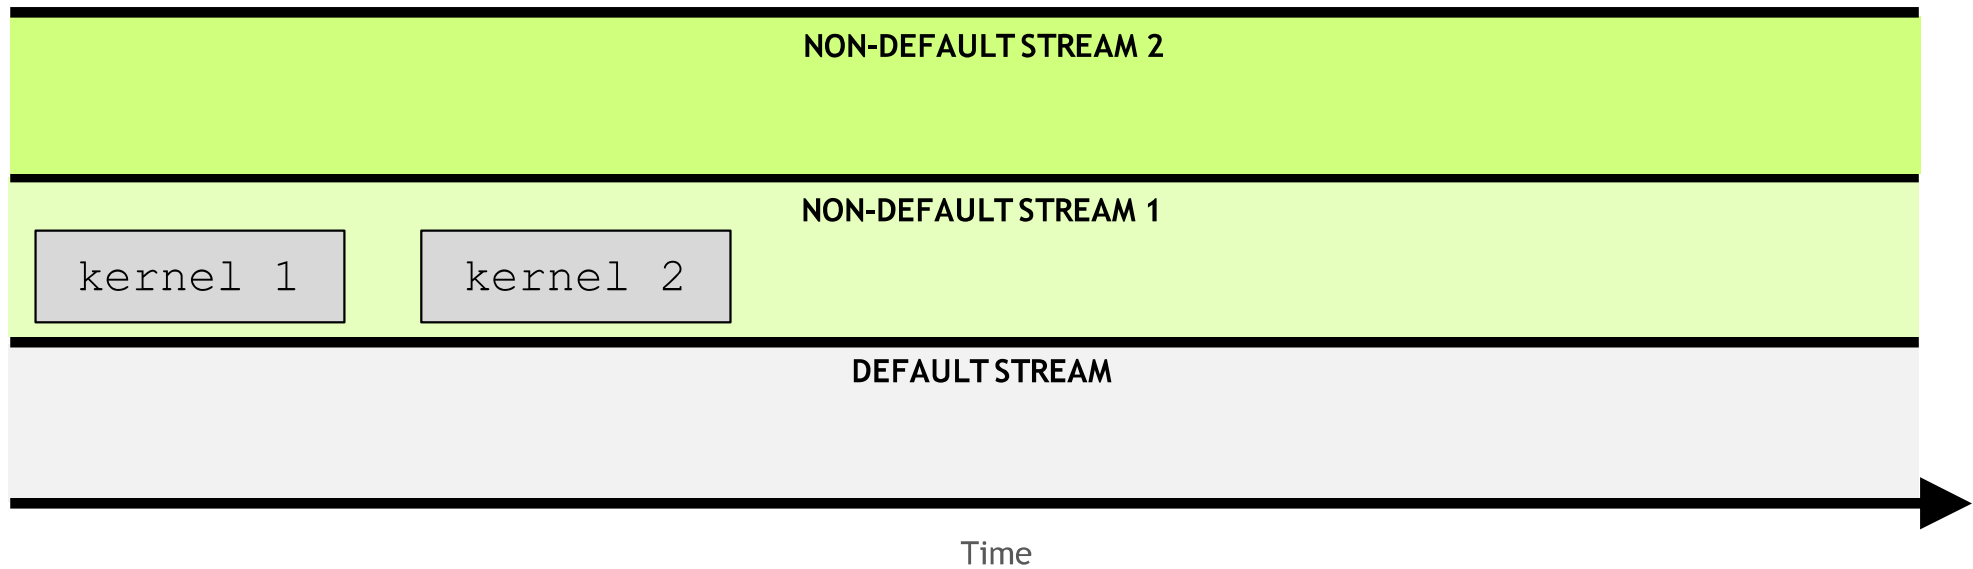 NON-DEFAULT STREAM 2
NON-DEFAULT STREAM 1
kernel 1
kernel 2
DEFAULT STREAM
Time